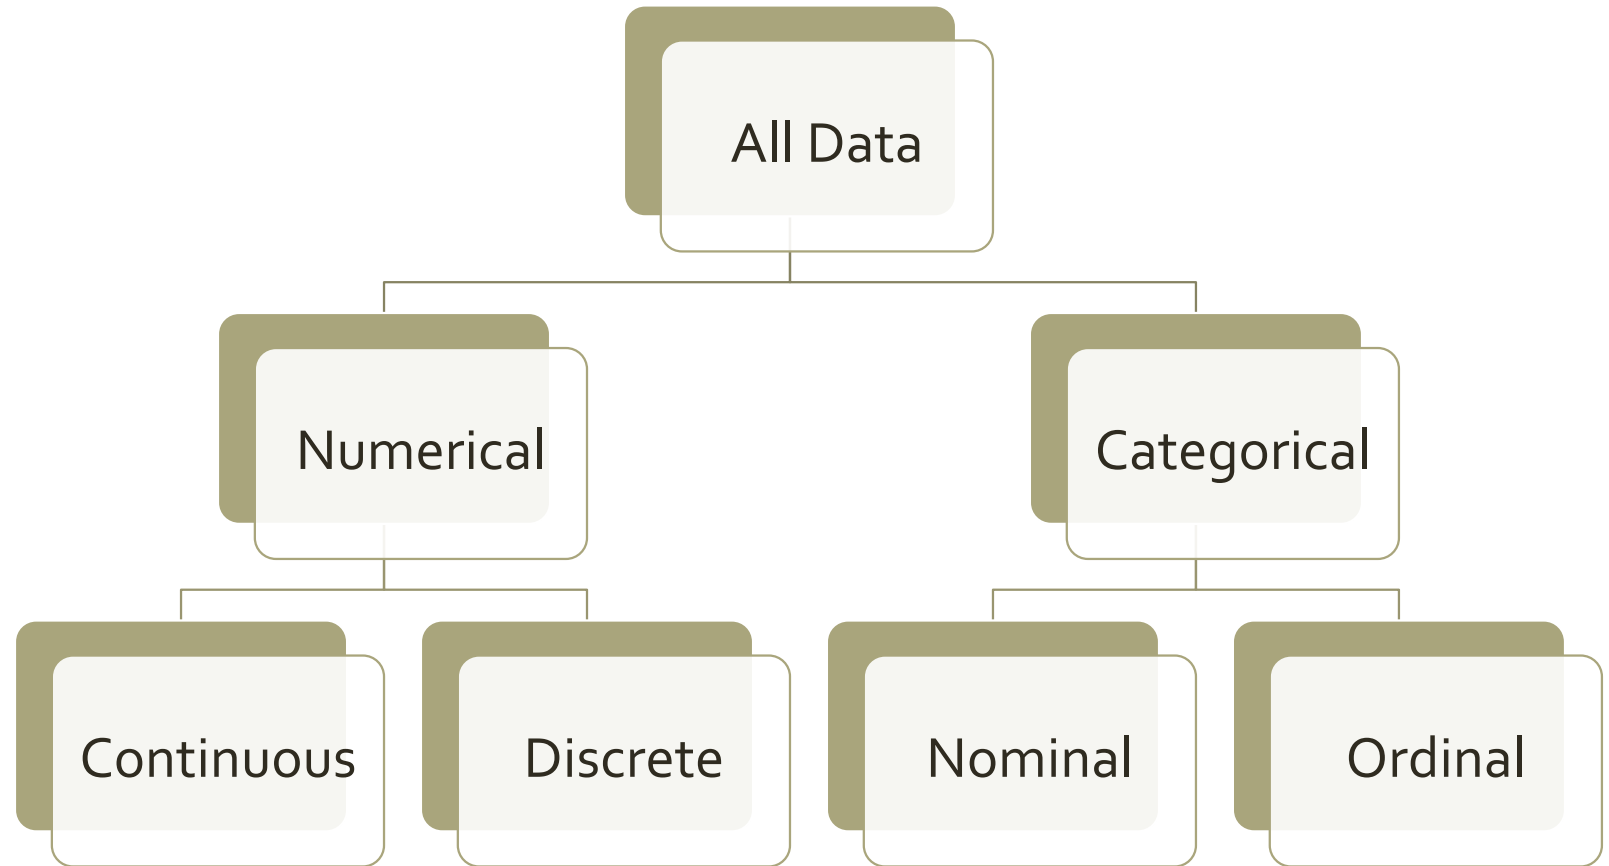 All Data
Numerical
Categorical
Continuous
Discrete
Nominal
Ordinal